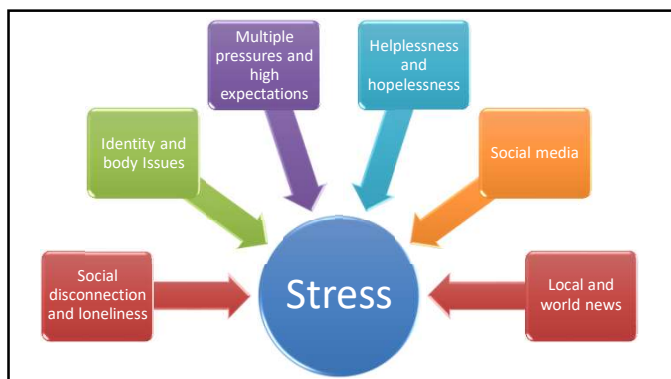 Multiple
pressures and
high
expectations
Helplessness
and
hopelessness
Identity and
body Issues
Social media
Social
disconnection
and loneliness
Stress
Local and
world news